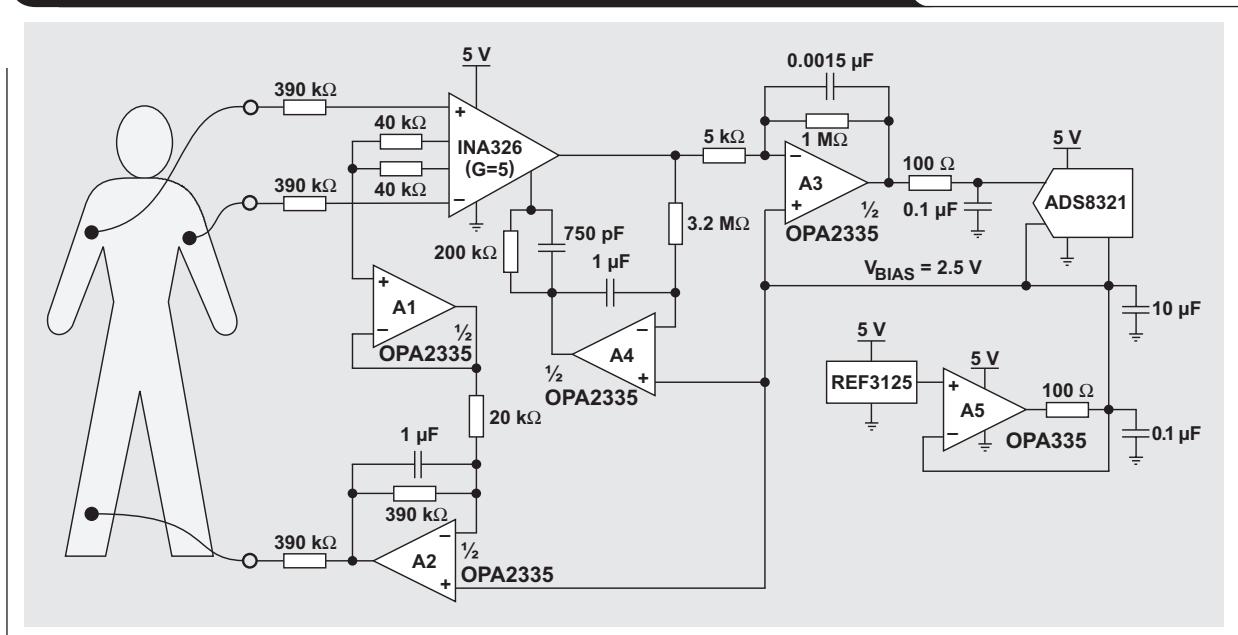 5 V
0.0015 µF
390 kΩ
40 kΩ
+
INA326
(G=5)
–
40 kΩ
390 kΩ
5 kΩ
1 MΩ
–
A3
+
½
OPA2335
100 Ω
0.1 µF
5 V
ADS8321
200 kΩ
750 pF
3.2 MΩ
1 µF
VBIAS = 2.5 V
10 µF
+
A1
–
½
OPA2335
–
A4
+
½
OPA2335
5 V
REF3125
5 V
+
A5
–
100 Ω
OPA335
0.1 µF
20 kΩ
1 µF
390 kΩ
390 kΩ
–
A2
+
½
OPA2335